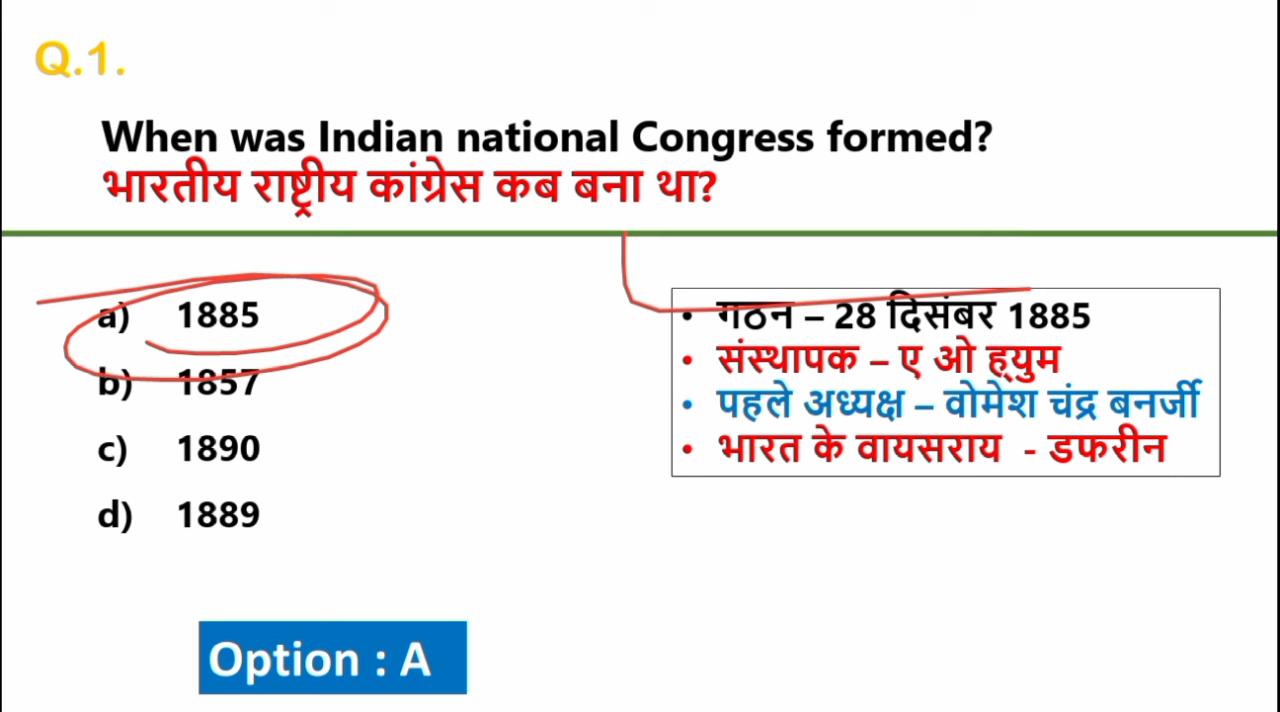 Q.1.
When was Indian national Congress formed?
भारतीय राष्ट्रीय कांग्रेस कब बना था?
a) 1885
b) 1857
c) 1890
d) 1889
• गठन – 28 दिसंबर 1885
• संस्थापक – ए ओ ह्युम
• पहले अध्यक्ष – वोमेश चंद्र बनर्जी
• भारत के वायसराय - डफरीन
Option : A